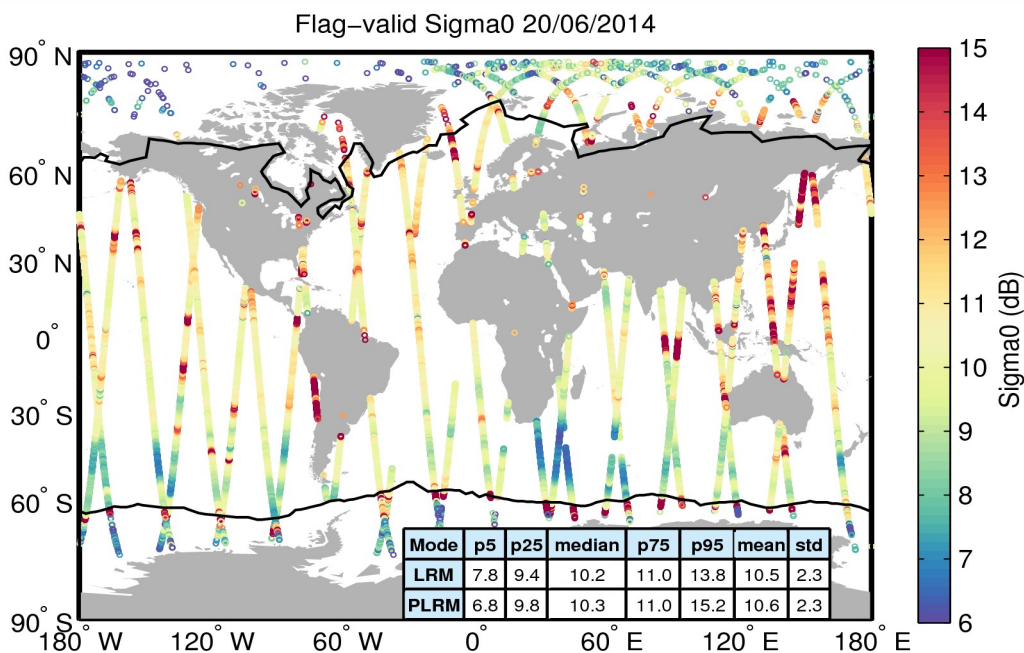 Flag−valid Sigma0 20/06/2014
90° N
60° N
30° N
0°
30° S
60° S
90° S
180° W
120° W
60° W
0°
60° E
120° E
180° E
Mode p5 p25 median p75 p95 mean std
LRM 7.8 9.4 10.2 11.0 13.8 10.5 2.3
PLRM 6.8 9.8 10.3 11.0 15.2 10.6 2.3
15
14
13
12
11
10
9
8
7
6
Sigma0 (dB)